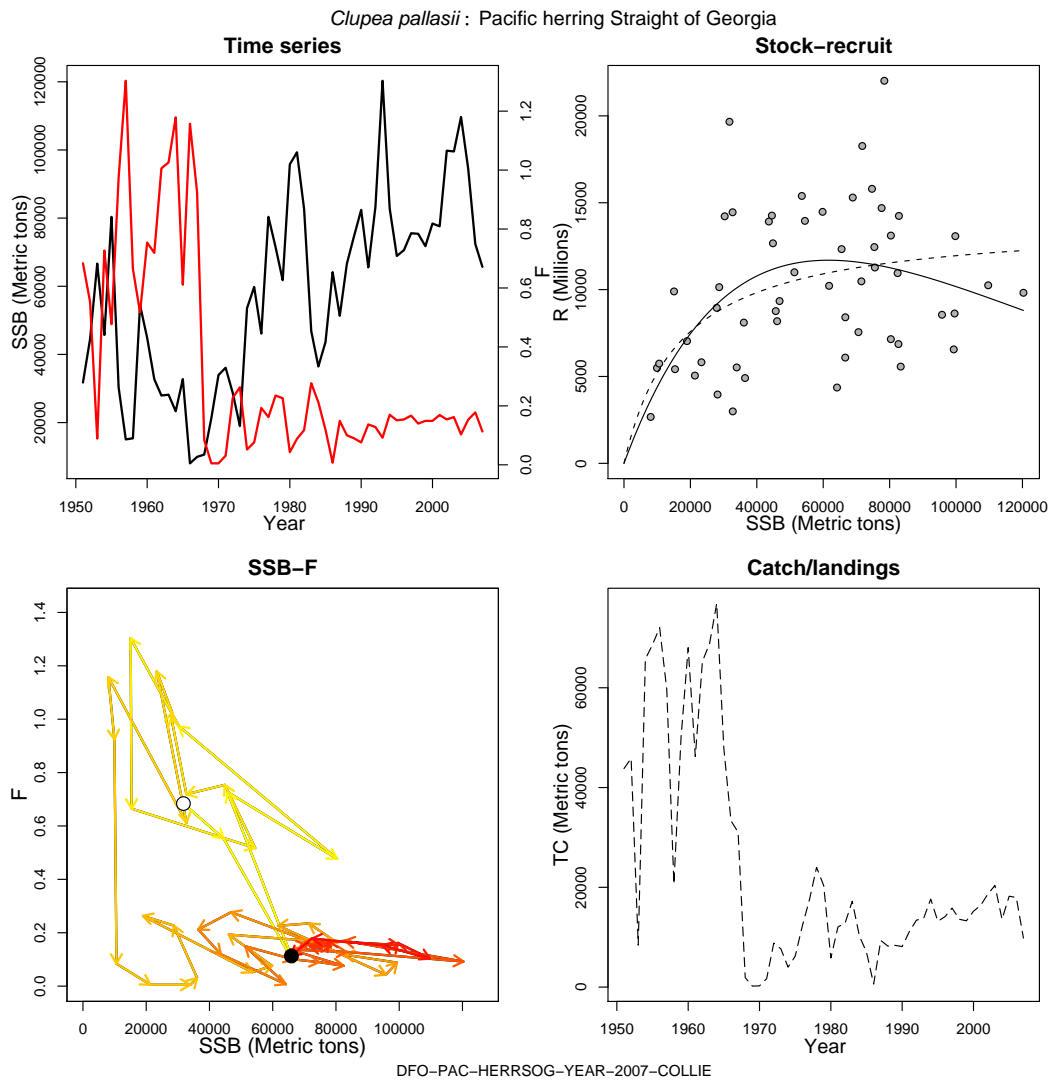 Clupea pallasii : Pacific herring Straight of Georgia
Time series
SSB (Metric tons)
20000 40000 60000 80000 100000 120000
0.0 0.2 0.4 0.6 0.8 1.0 1.2
F
1950 1960 1970 1980 1990 2000
Year
Stock−recruit
R (Millions)
0 5000 10000 15000 20000
0 20000 40000 60000 80000 100000 120000
SSB (Metric tons)
SSB−F
F
0.0 0.2 0.4 0.6 0.8 1.0 1.2 1.4
0 20000 40000 60000 80000 100000
SSB (Metric tons)
Catch/landings
TC (Metric tons)
0 20000 40000 60000
1950 1960 1970 1980 1990 2000
Year
DFO−PAC−HERRSOG−YEAR−2007−COLLIE